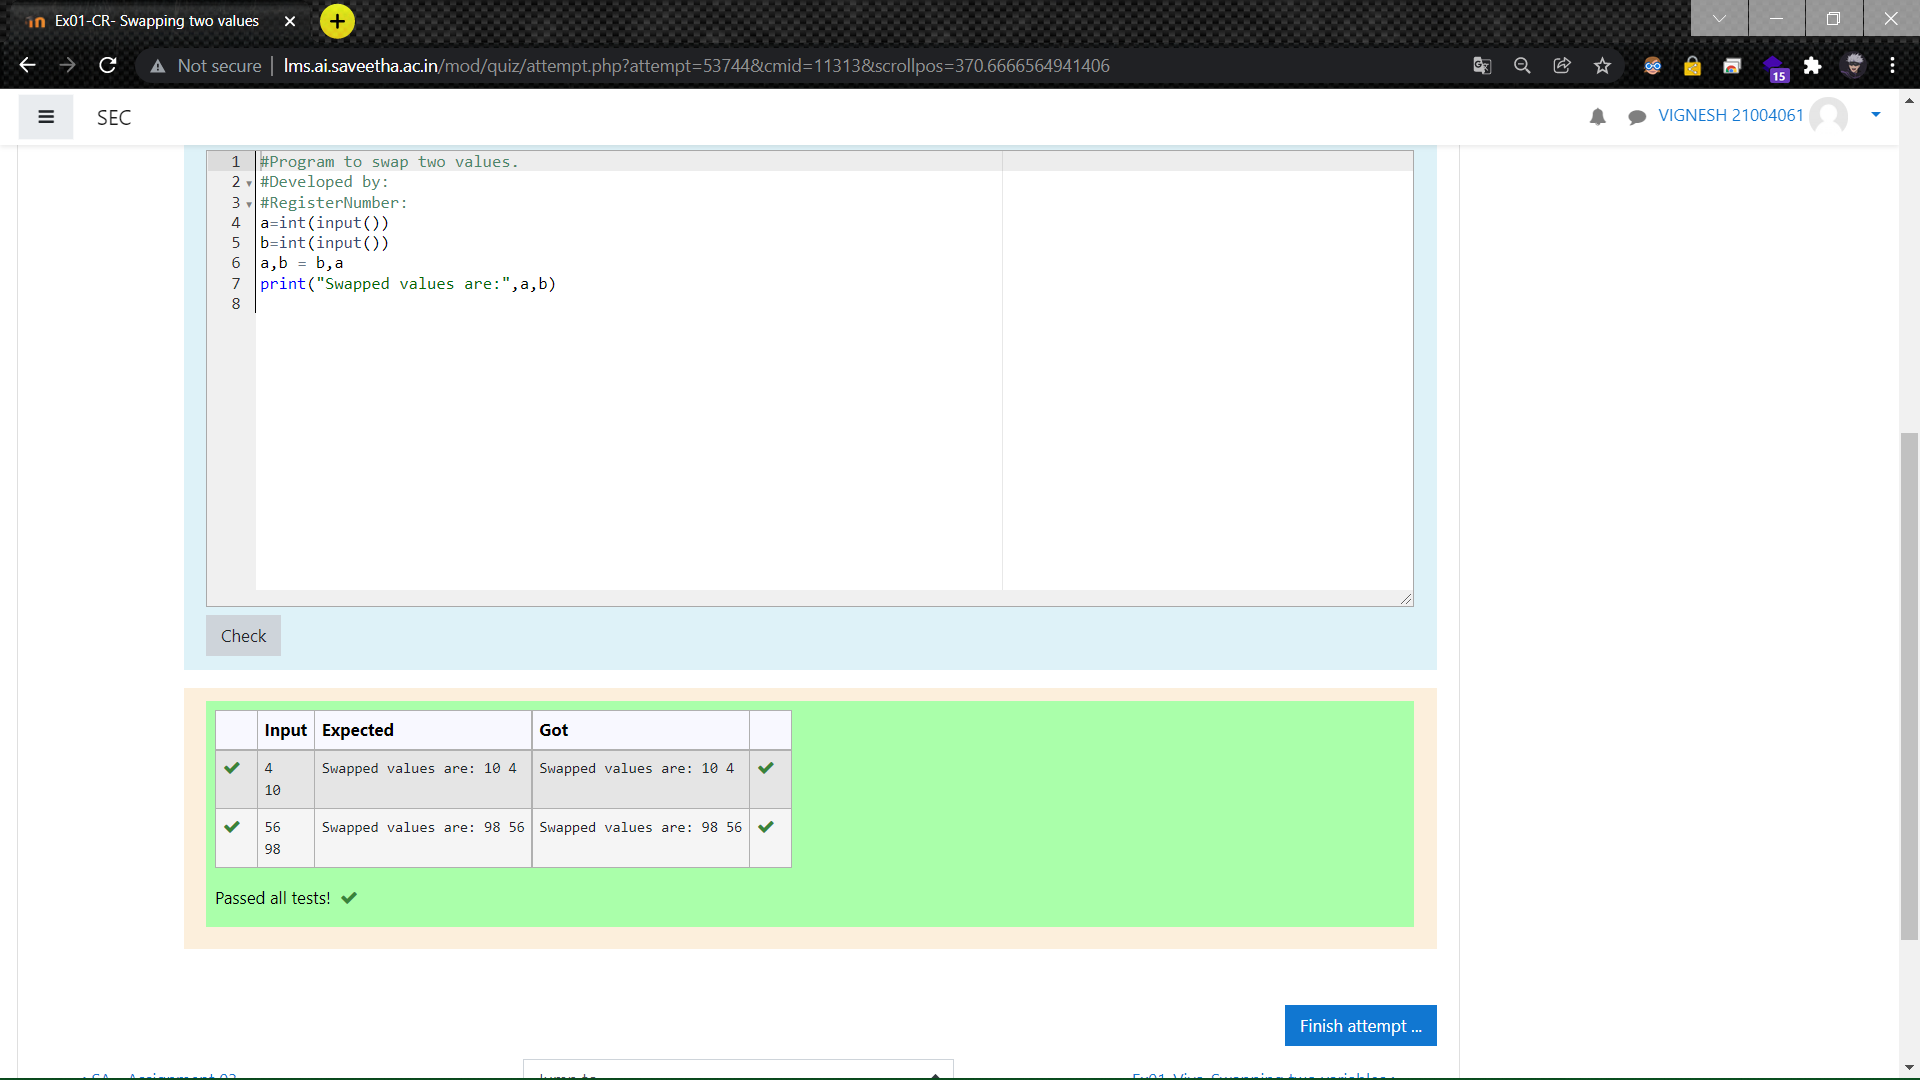 Ex01-CR- Swapping two values
Not secure | lms.ai.saveetha.ac.in/mod/quiz/attempt.php?attempt=53744&cmid=11313&scrollpos=370.6666564941406
15
SEC
VIGNESH 21004061
1 #Program to swap two values.
2 #Developed by:
3 #RegisterNumber:
4 a=int(input())
5 b=int(input())
6 a,b = b,a
7 print("Swapped values are:",a,b)
8
Check
Input Expected Got
4 Swapped values are: 10 4 Swapped values are: 10 4
10
56 Swapped values are: 98 56 Swapped values are: 98 56
98
Passed all tests!
Finish attempt ...